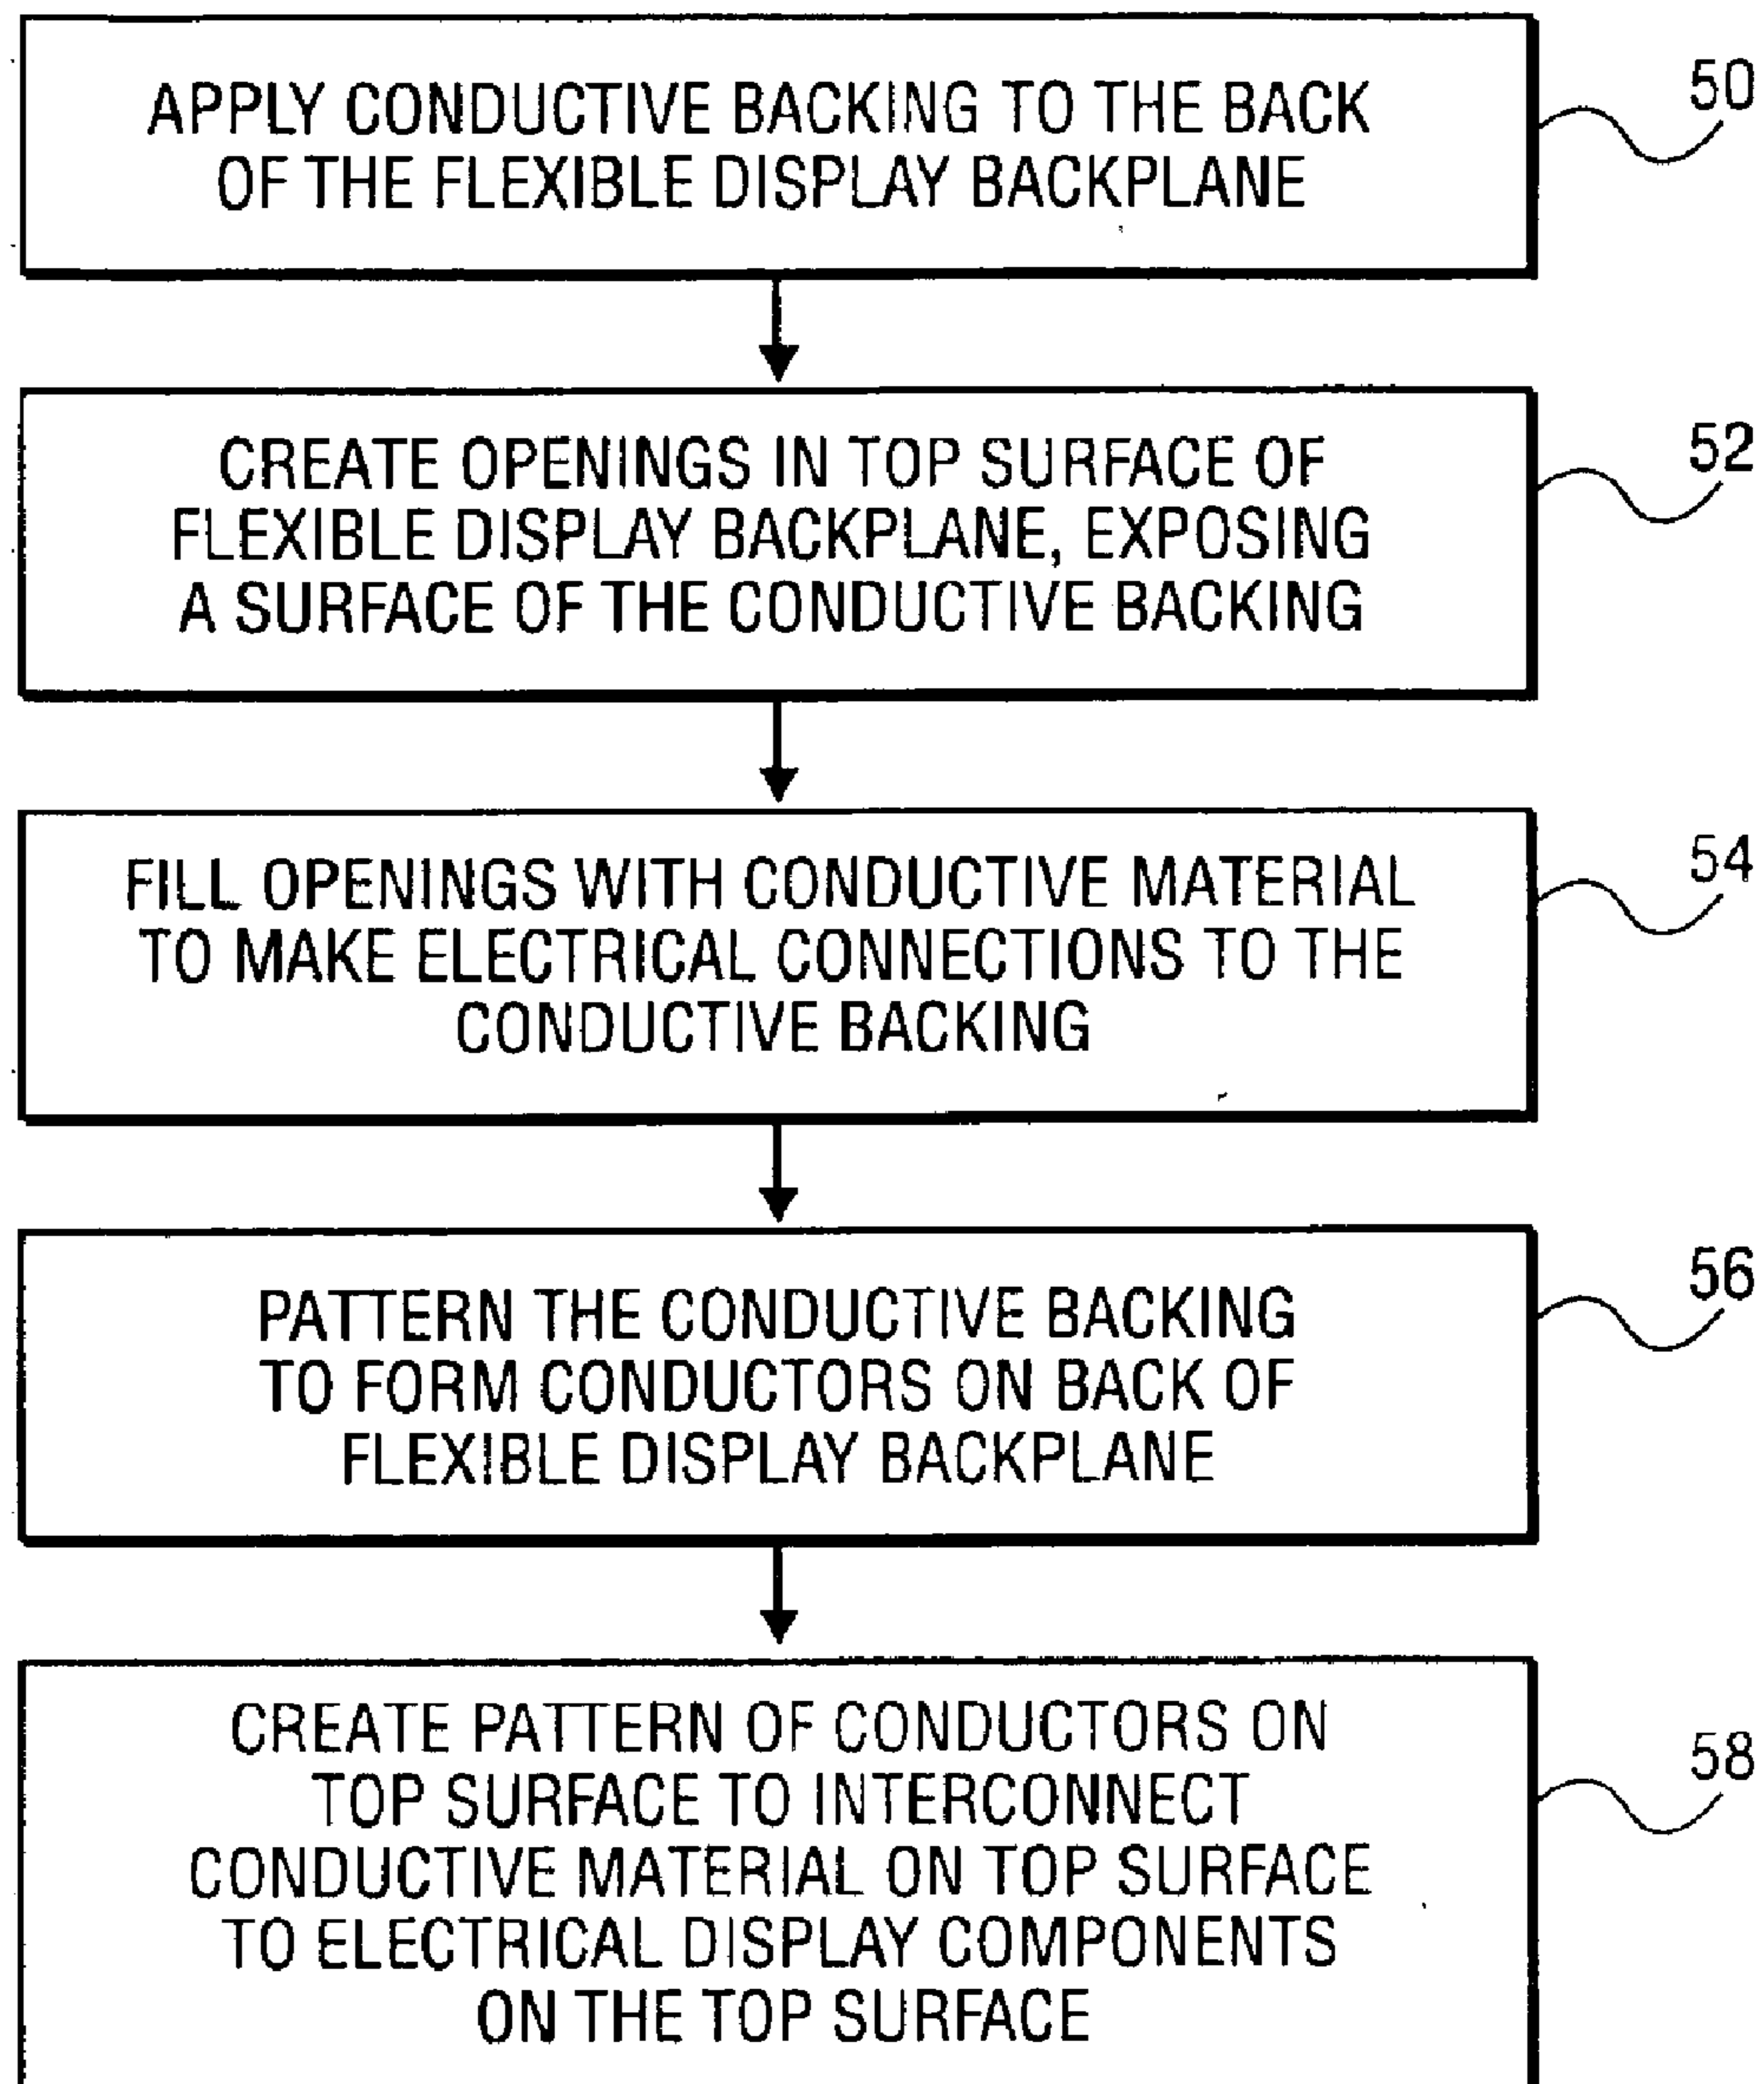 APPLY CONDUCTIVE BACKING TO THE BACK
OF THE FLEXIBLE DISPLAY BACKPLANE
50
CREATE OPENINGS IN TOP SURFACE OF
FLEXIBLE DISPLAY BACKPLANE, EXPOSING
A SURFACE OF THE CONDUCTIVE BACKING
52
FILL OPENINGS WITH CONDUCTIVE MATERIAL
TO MAKE ELECTRICAL CONNECTIONS TO THE
CONDUCTIVE BACKING
54
PATTERN THE CONDUCTIVE BACKING
TO FORM CONDUCTORS ON BACK OF
FLEXIBLE DISPLAY BACKPLANE
56
CREATE PATTERN OF CONDUCTORS ON
TOP SURFACE TO INTERCONNECT
CONDUCTIVE MATERIAL ON TOP SURFACE
TO ELECTRICAL DISPLAY COMPONENTS
ON THE TOP SURFACE
58